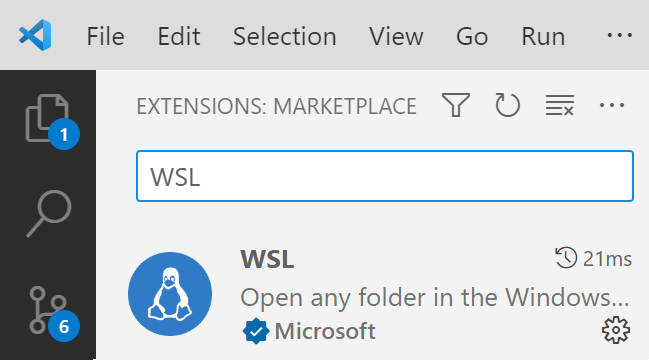 File Edit Selection View Go Run ...
EXTENSIONS: MARKETPLACE ...
1
WSL
WSL 21ms
Open any folder in the Windows...
6 Microsoft